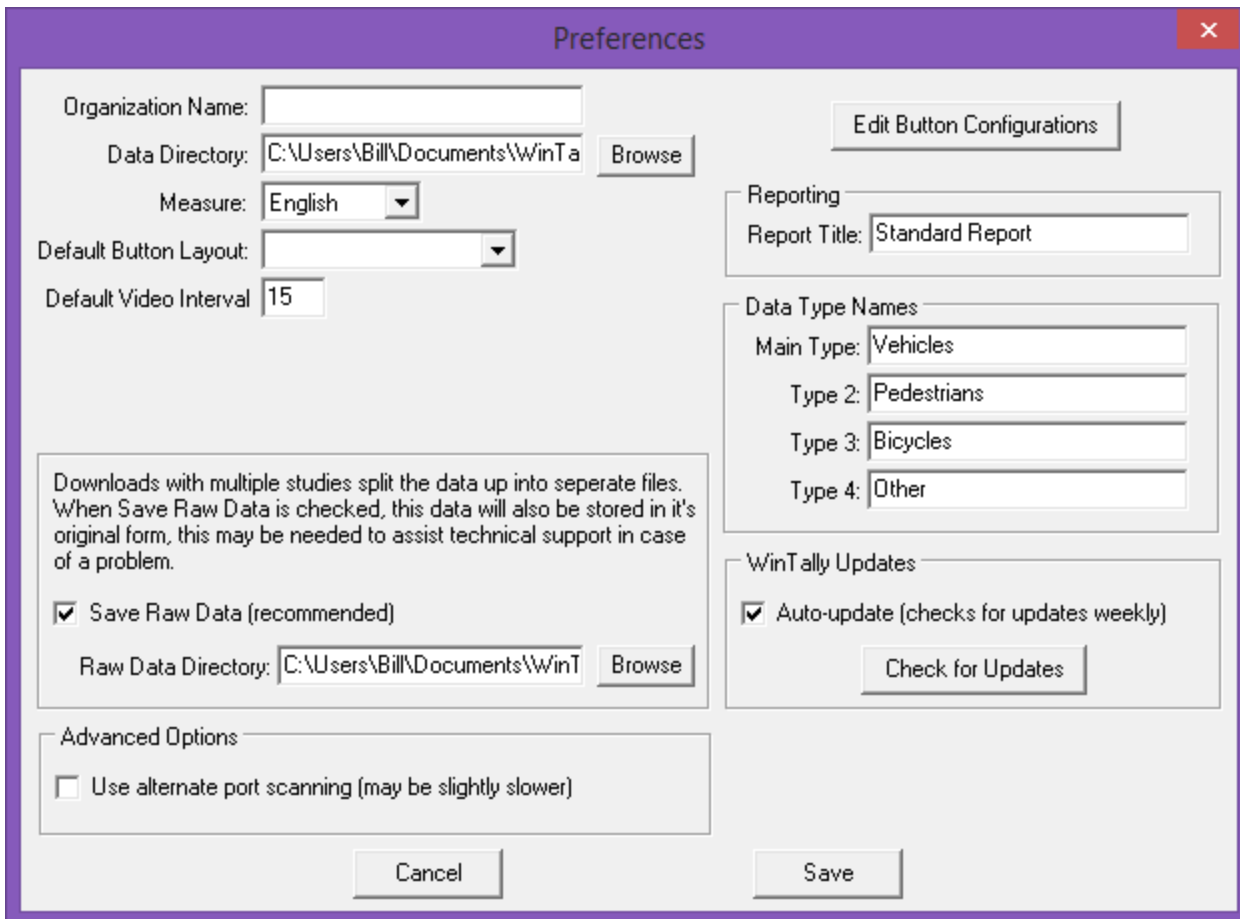 Preferences
Organization Name:
Data Directory: C:\Users\Bill\Documents\WinTa Browse
Measure: English
Default Button Layout:
Default Video Interval 15
Downloads with multiple studies split the data up into seperate files.
When Save Raw Data is checked, this data will also be stored in it's
original form, this may be needed to assist technical support in case
of a problem.
Save Raw Data (recommended)
Raw Data Directory: C:\Users\Bill\Documents\WinT Browse
Advanced Options
Use alternate port scanning (may be slightly slower)
Edit Button Configurations
Reporting
Report Title: Standard Report
Data Type Names
Main Type: Vehicles
Type 2: Pedestrians
Type 3: Bicycles
Type 4: Other
WinTally Updates
Auto-update (checks for updates weekly)
Check for Updates
Cancel Save